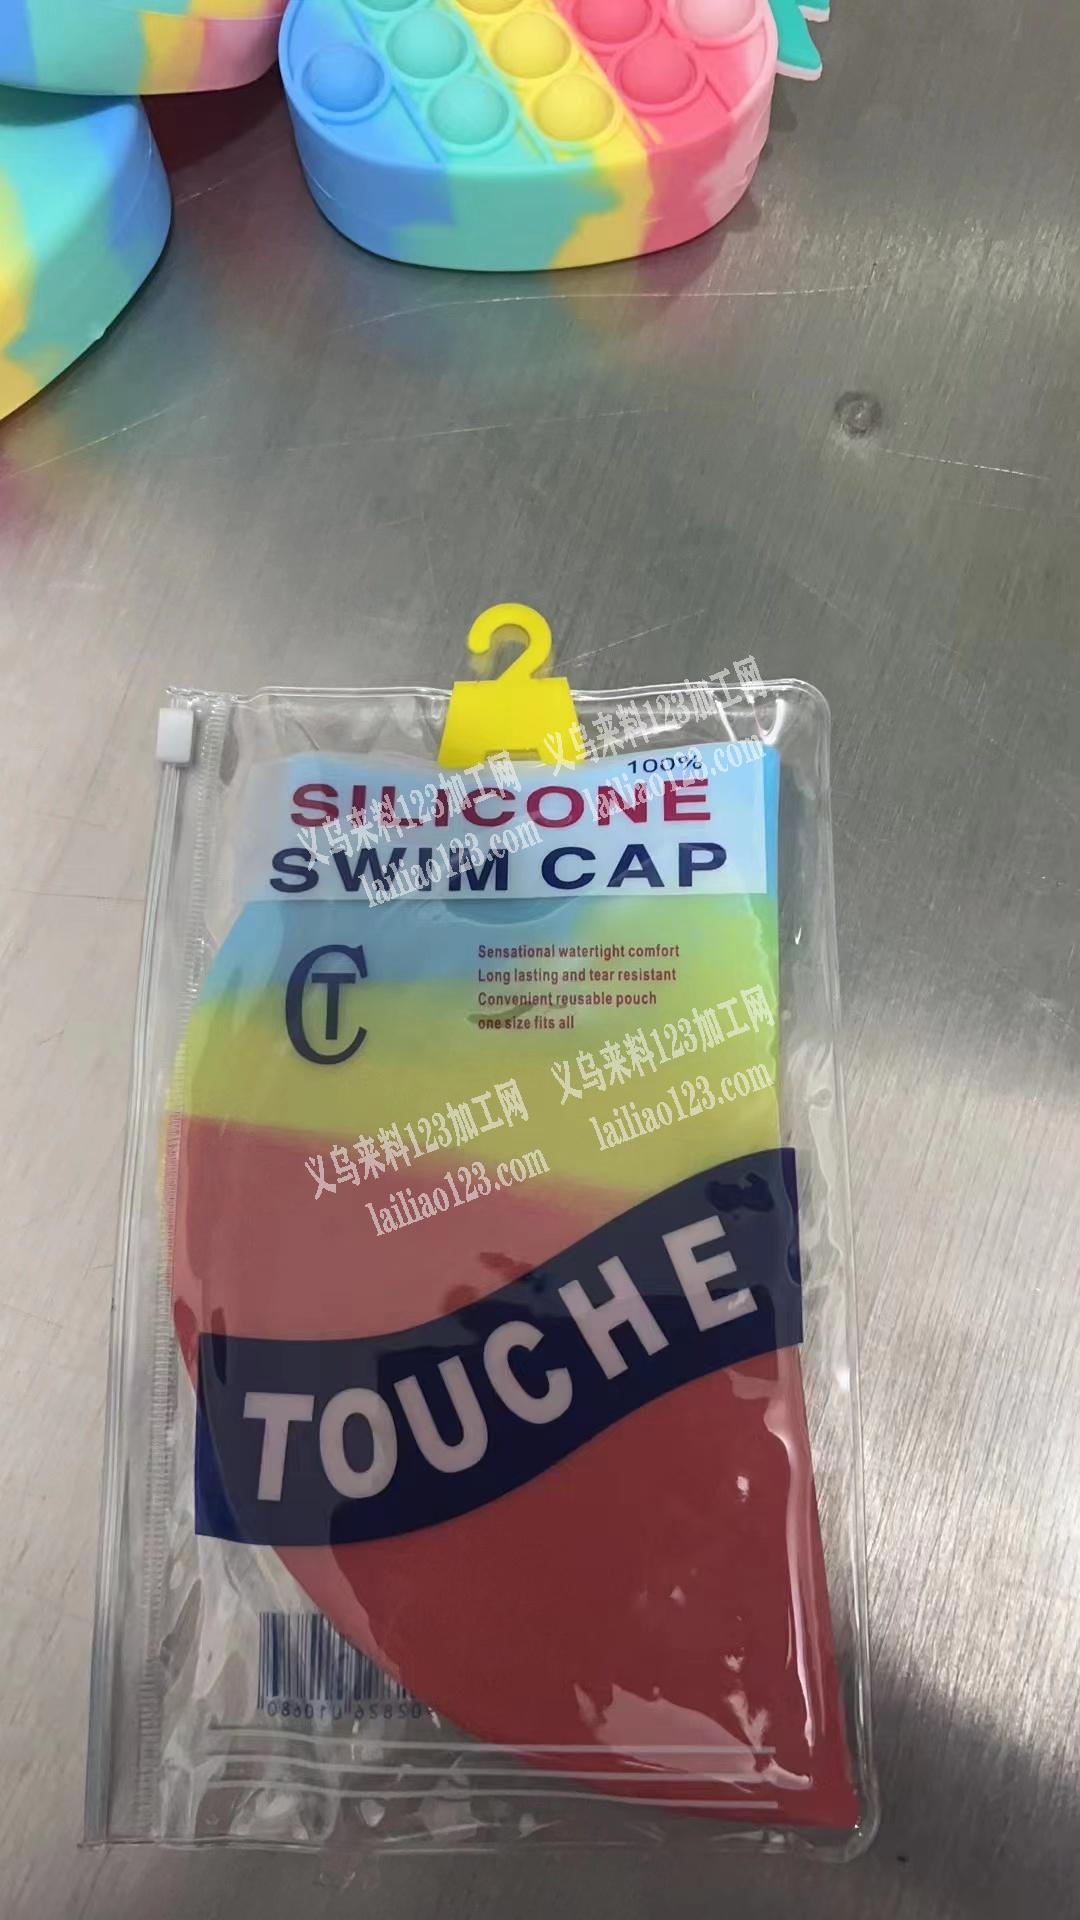 100%
SILICONE
SWIM CAP
CT
Sensational watertight comfort
Long lasting and tear resistant
Convenient reusable pouch
one size fits all
TOUCHE
义乌来料123加工网
lailiao123.com
义乌来料123加工网
lailiao123.com
义乌来料123加工网
lailiao123.com
义乌来料123加工网
lailiao123.com